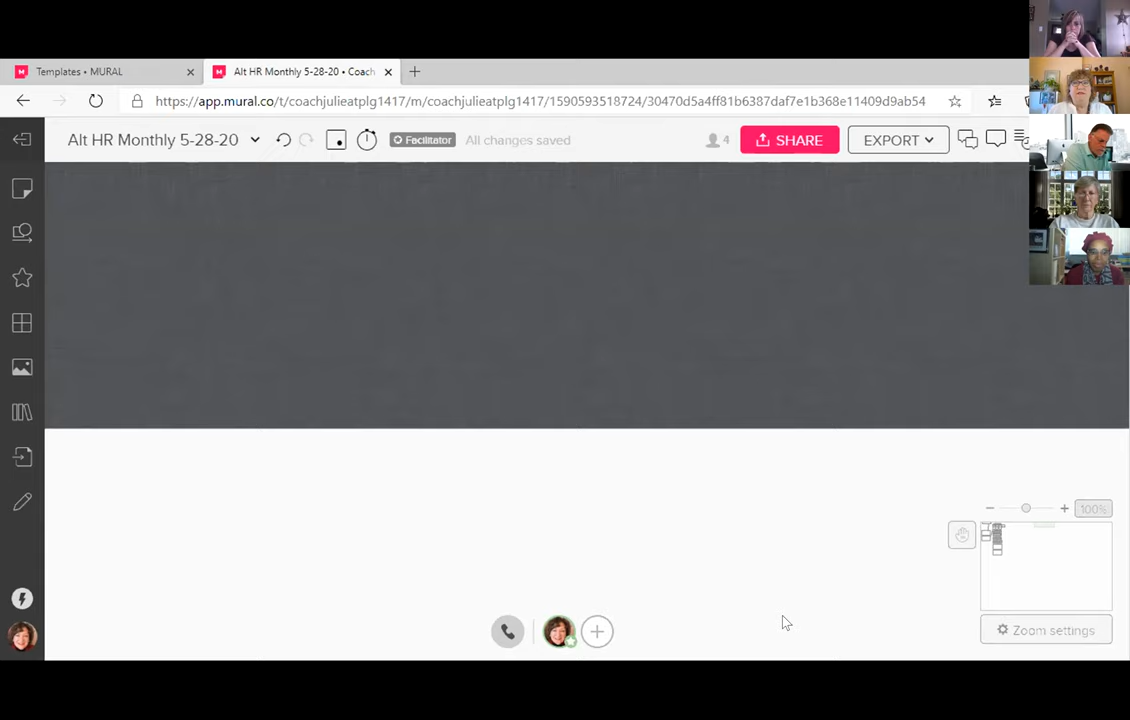 Templates • MURAL
Alt HR Monthly 5-28-20 • Coach
https://app.mural.co/t/coachjulieatplg1417/m/coachjulieatplg1417/1590593518724/30470d5a4ff81b6387daf7e1b368e11409d9ab54
Alt HR Monthly 5-28-20
Facilitator
All changes saved
4
SHARE
EXPORT
100%
Zoom settings